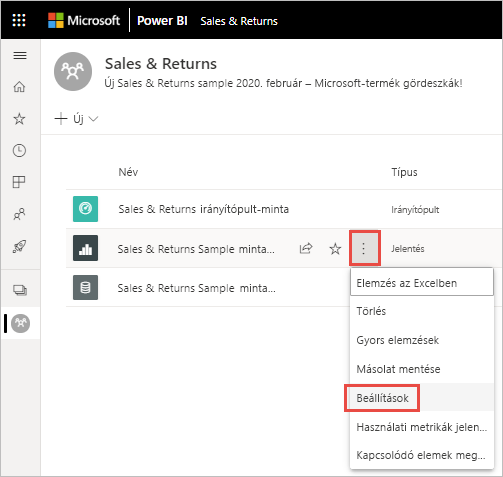 Microsoft Power BI Sales & Returns
Sales & Returns
Új Sales & Returns sample 2020. február – Microsoft-termék gördeszkák!
+ Új
Név Típus
Sales & Returns irányítópult-minta Irányítópult
Sales & Returns Sample minta... Jelentés
Sales & Returns Sample minta...
Elemzés az Excelben
Törlés
Gyors elemzések
Másolat mentése
Beállítások
Használati metrikák jelen...
Kapcsolódó elemek meg...